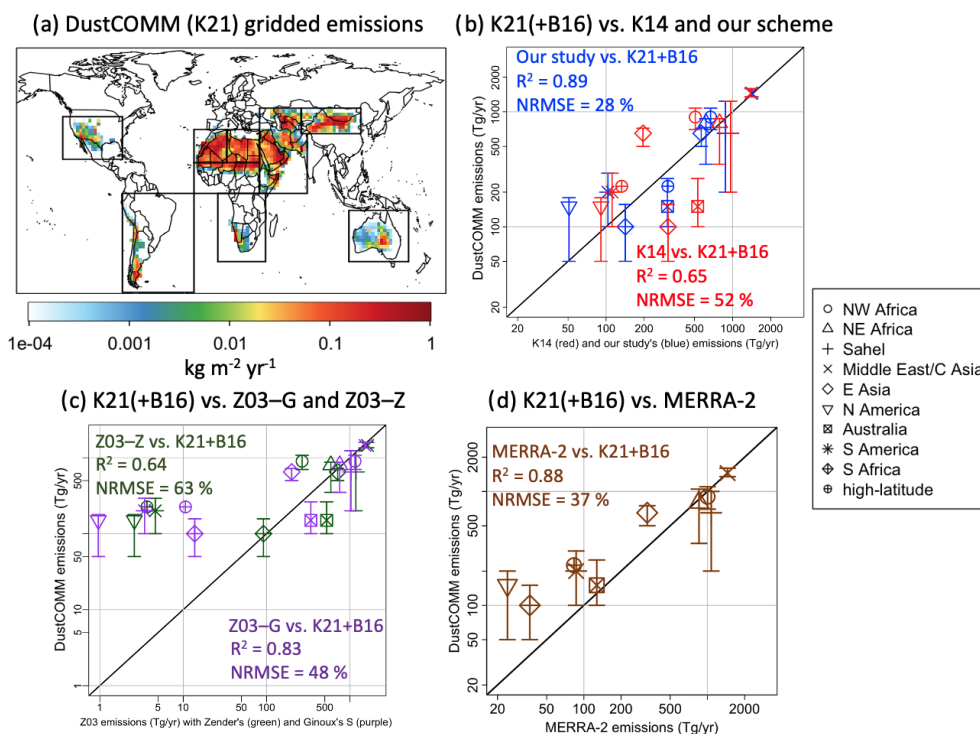 (a) DustCOMM (K21) gridded emissions
1e-04 0.001 0.01 0.1 1
kg m⁻² yr⁻¹
(b) K21(+B16) vs. K14 and our scheme
DustCOMM emissions (Tg/yr)
2000
1000
500
200
100
50
20
Our study vs. K21+B16
R² = 0.89
NRMSE = 28 %
K14 vs. K21+B16
R² = 0.65
NRMSE = 52 %
20 50 100 200 500 1000 2000
K14 (red) and our study's (blue) emissions (Tg/yr)
NW Africa
NE Africa
Sahel
Middle East/C Asia
E Asia
N America
Australia
S America
S Africa
high-latitude
(c) K21(+B16) vs. Z03–G and Z03–Z
DustCOMM emissions (Tg/yr)
500
100
50
10
5
1
Z03–Z vs. K21+B16
R² = 0.64
NRMSE = 63 %
Z03–G vs. K21+B16
R² = 0.83
NRMSE = 48 %
1 5 10 50 100 500
Z03 emissions (Tg/yr) with Zender's (green) and Ginoux's S (purple)
(d) K21(+B16) vs. MERRA-2
DustCOMM emissions (Tg/yr)
2000
1000
500
200
100
50
20
MERRA-2 vs. K21+B16
R² = 0.88
NRMSE = 37 %
20 50 100 200 500 1000 2000
MERRA-2 emissions (Tg/yr)